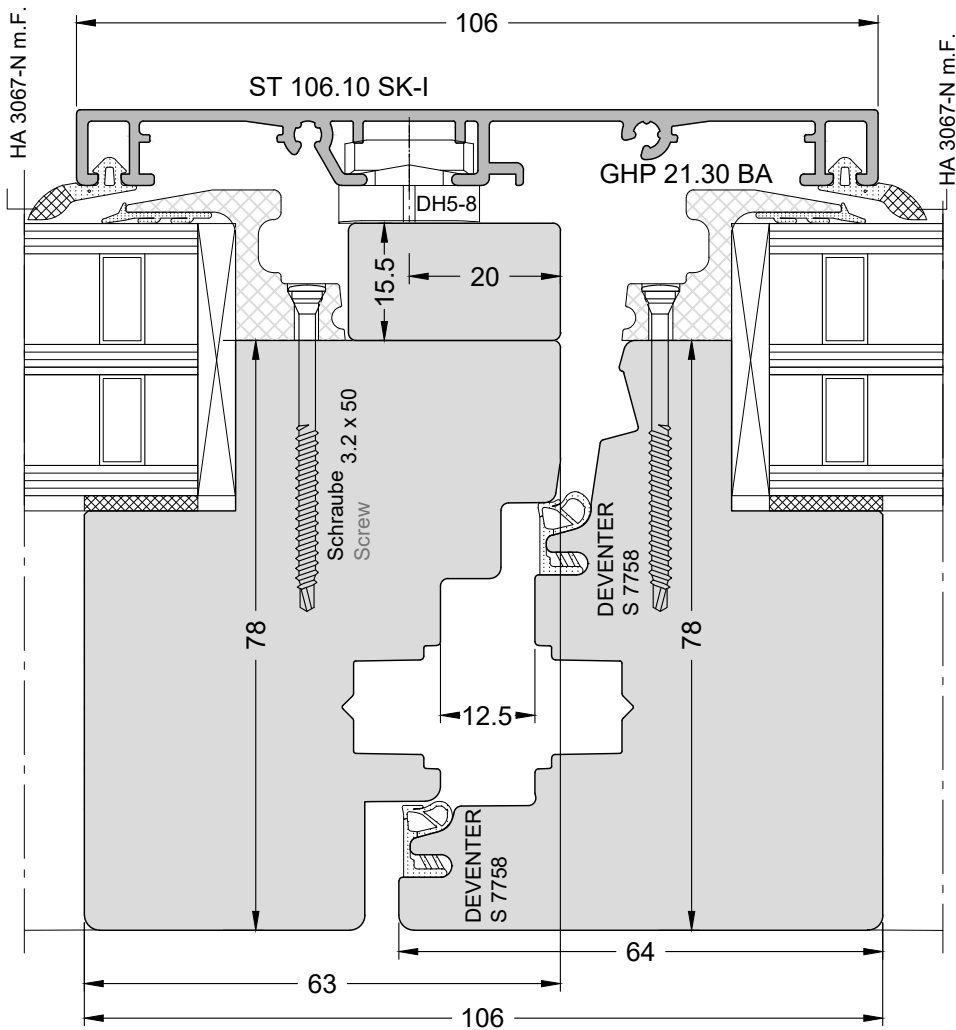 106
HA 3067-N m.F.
HA 3067-N m.F.
ST 106.10 SK-I
GHP 21.30 BA
DH5-8
15.5
20
Schraube 3.2 x 50
Screw
DEVENTER
S 7758
78
78
12.5
DEVENTER
S 7758
64
63
106